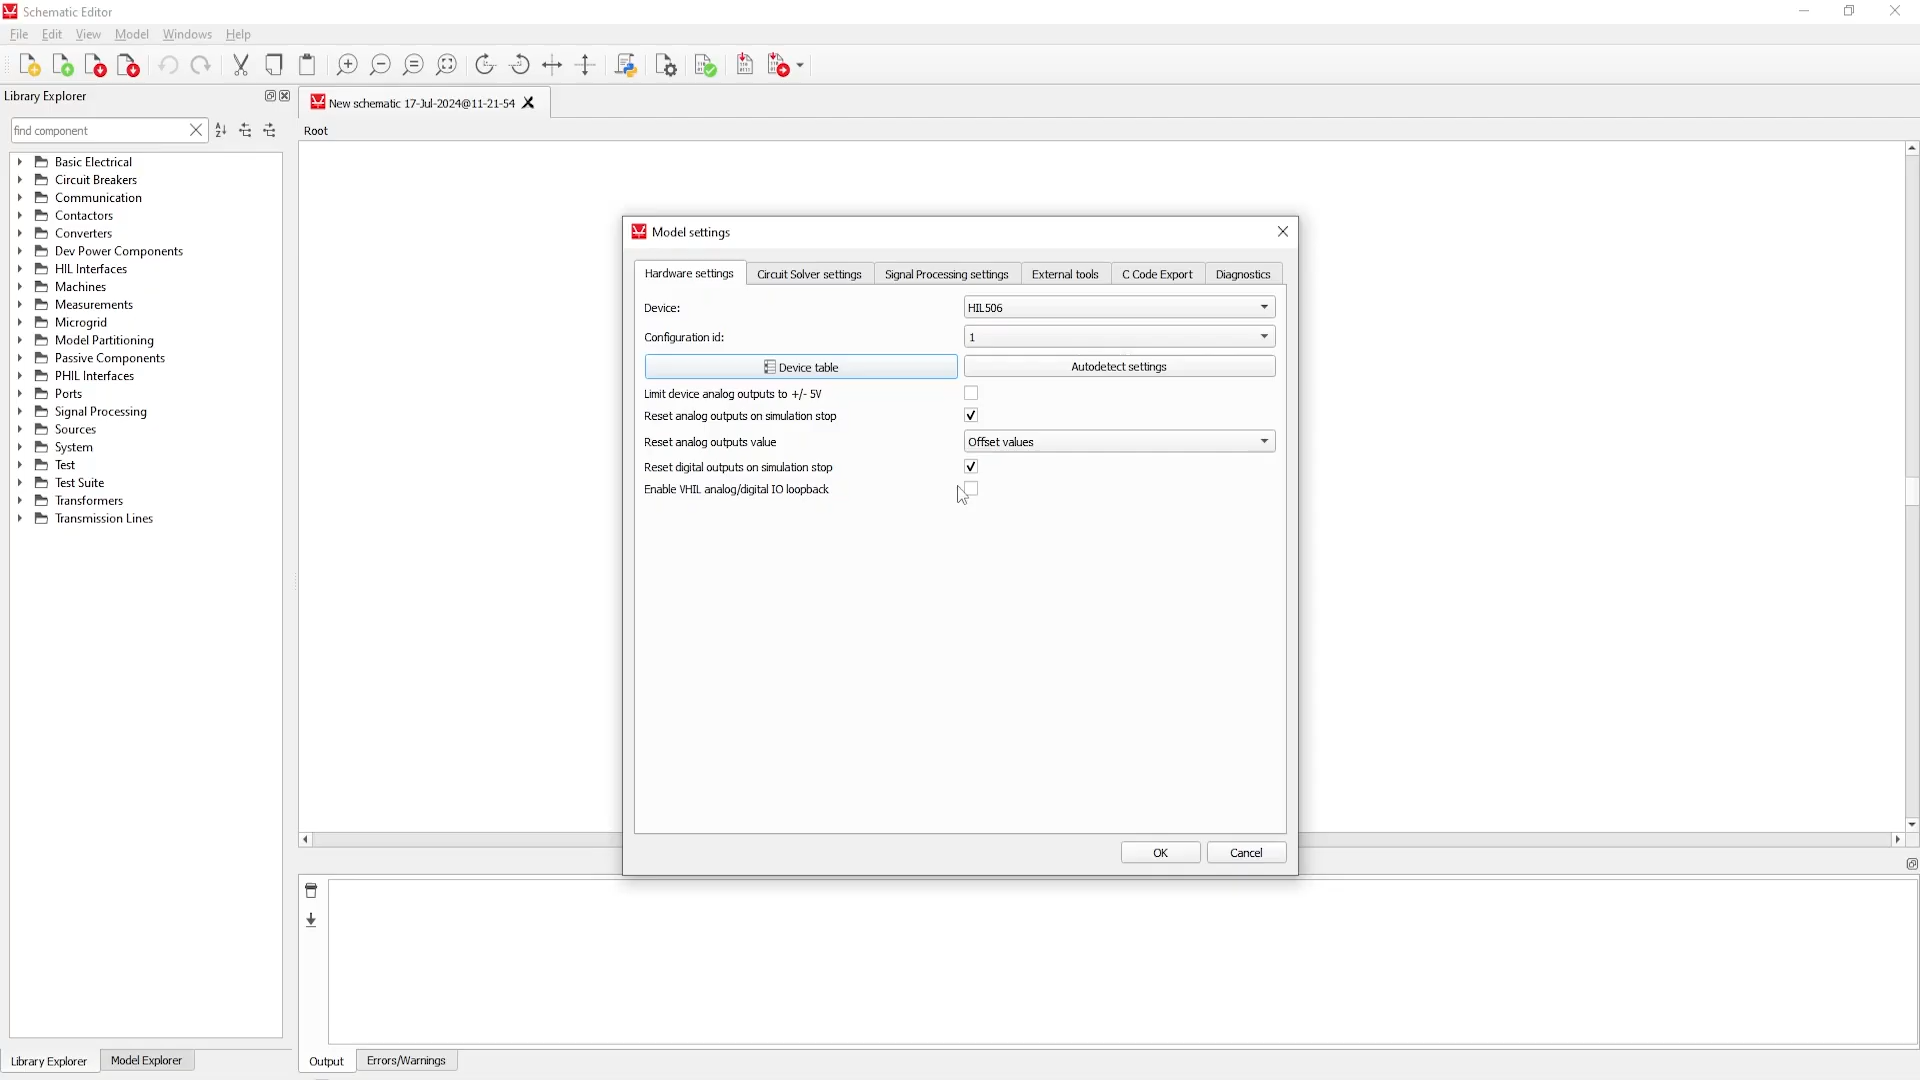 Schematic Editor
File Edit View Model Windows Help
Library Explorer
New schematic 17-Jul-2024@11-21-54
find component
Root
Basic Electrical
Circuit Breakers
Communication
Contactors
Converters
Dev Power Components
HIL Interfaces
Machines
Measurements
Microgrid
Model Partitioning
Passive Components
PHIL Interfaces
Ports
Signal Processing
Sources
System
Test
Test Suite
Transformers
Transmission Lines
Model settings
Hardware settings Circuit Solver settings Signal Processing settings External tools C Code Export Diagnostics
Device: HIL506
Configuration id: 1
Device table Autodetect settings
Limit device analog outputs to +/- 5V
Reset analog outputs on simulation stop
Reset analog outputs value Offset values
Reset digital outputs on simulation stop
Enable VHIL analog/digital IO loopback
OK Cancel
Library Explorer Model Explorer
Output Errors/Warnings